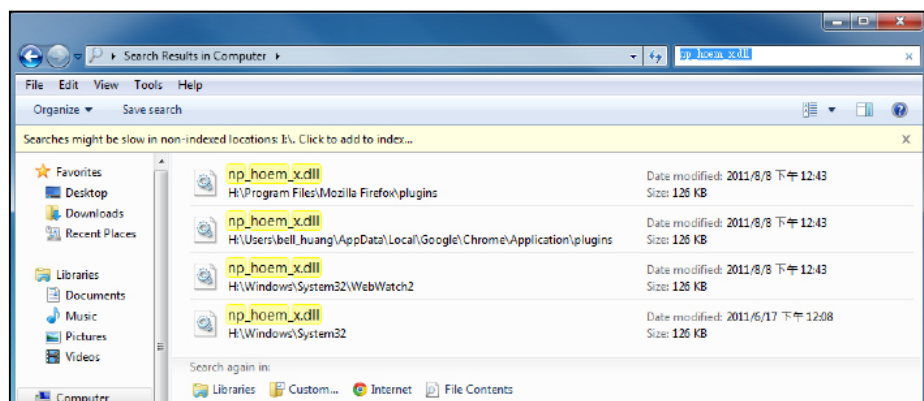 Search Results in Computer
np_hoem_x.dll
File Edit View Tools Help
Organize Save search
Searches might be slow in non-indexed locations: I:\. Click to add to index...
Favorites
Desktop
Downloads
Recent Places
Libraries
Documents
Music
Pictures
Videos
Computer
np_hoem_x.dll
H:\Program Files\Mozilla Firefox\plugins
Date modified: 2011/8/8 下午 12:43
Size: 126 KB
np_hoem_x.dll
H:\Users\bell_huang\AppData\Local\Google\Chrome\Application\plugins
Date modified: 2011/8/8 下午 12:43
Size: 126 KB
np_hoem_x.dll
H:\Windows\System32\WebWatch2
Date modified: 2011/8/8 下午 12:43
Size: 126 KB
np_hoem_x.dll
H:\Windows\System32
Date modified: 2011/6/17 下午 12:08
Size: 126 KB
Search again in:
Libraries Custom... Internet File Contents